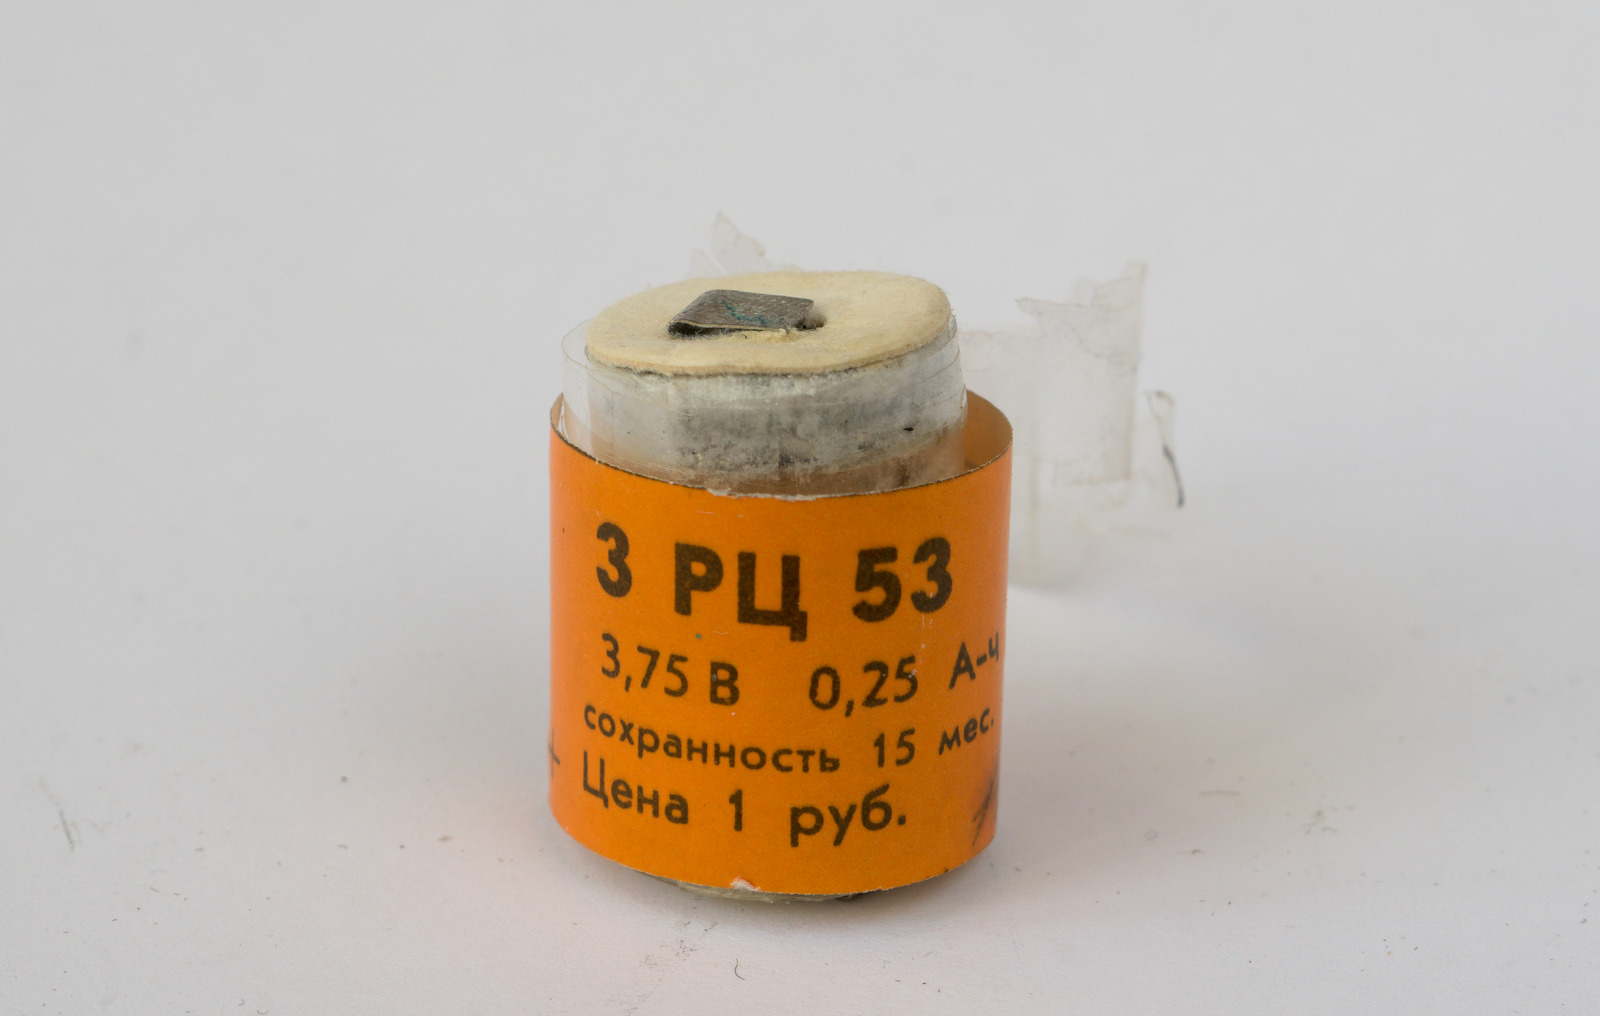 3 РЦ 53
3,75 В 0,25 А-ч
сохранность 15 мес.
+ Цена 1 руб.